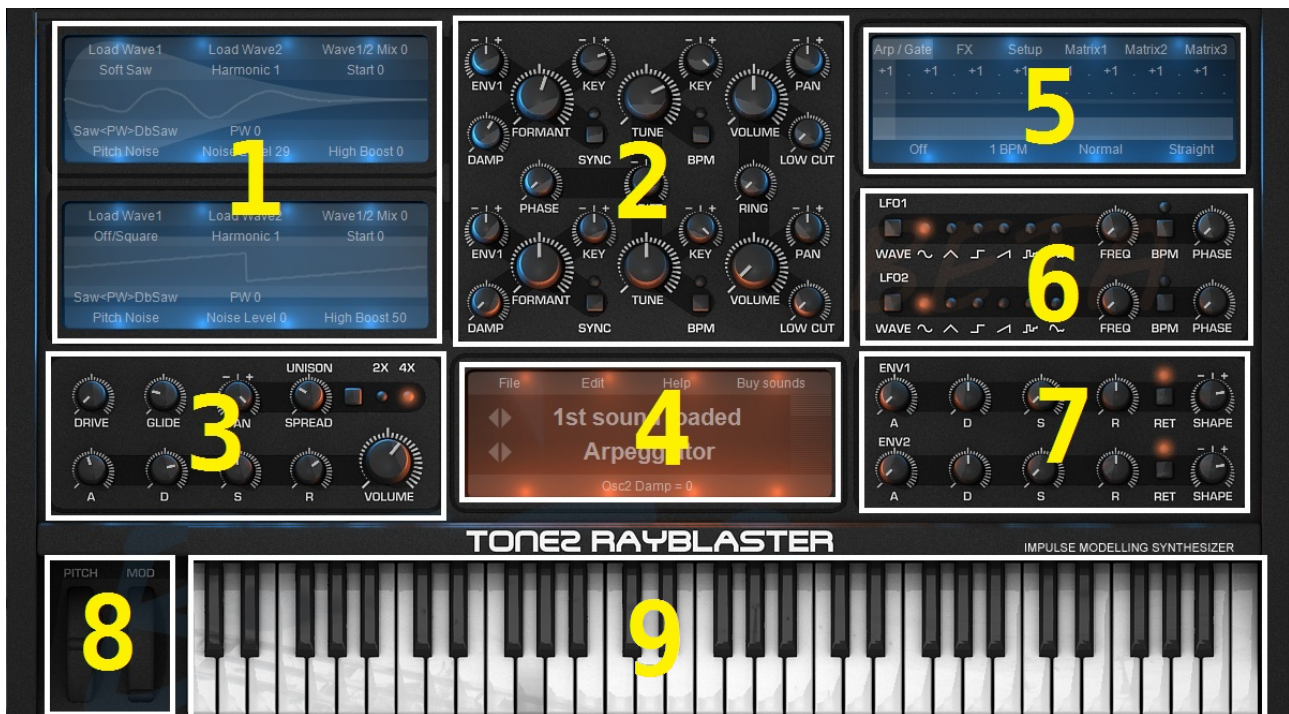 Load Wave1 Load Wave2 Wave1/2 Mix 0
Soft Saw Harmonic 1 Start 0
Saw<PW>DbSaw PW 0
Pitch Noise Noise Level 29 High Boost 0
1
Load Wave1 Load Wave2 Wave1/2 Mix 0
Off/Square Harmonic 1 Start 0
Saw<PW>DbSaw PW 0
Pitch Noise Noise Level 0 High Boost 50
ENV1 KEY KEY PAN
FORMANT TUNE VOLUME
DAMP SYNC BPM LOW CUT
2
PHASE RING
ENV1 KEY KEY PAN
FORMANT TUNE VOLUME
DAMP SYNC BPM LOW CUT
Arp / Gate FX Setup Matrix1 Matrix2 Matrix3
+1 . +1 . +1 . +1 . +1 . +1 . +1
5
Off 1 BPM Normal Straight
LFO1
WAVE FREQ BPM PHASE
6
LFO2
WAVE FREQ BPM PHASE
UNISON 2X 4X
DRIVE GLIDE SPREAD
3
A D S R VOLUME
File Edit Help Buy sounds
1st sound loaded
4
Arpeggiator
Osc2 Damp = 0
ENV1
A D S R RET SHAPE
7
ENV2
A D S R RET SHAPE
TONE2 RAYBLASTER
IMPULSE MODELLING SYNTHESIZER
PITCH MOD
8
9